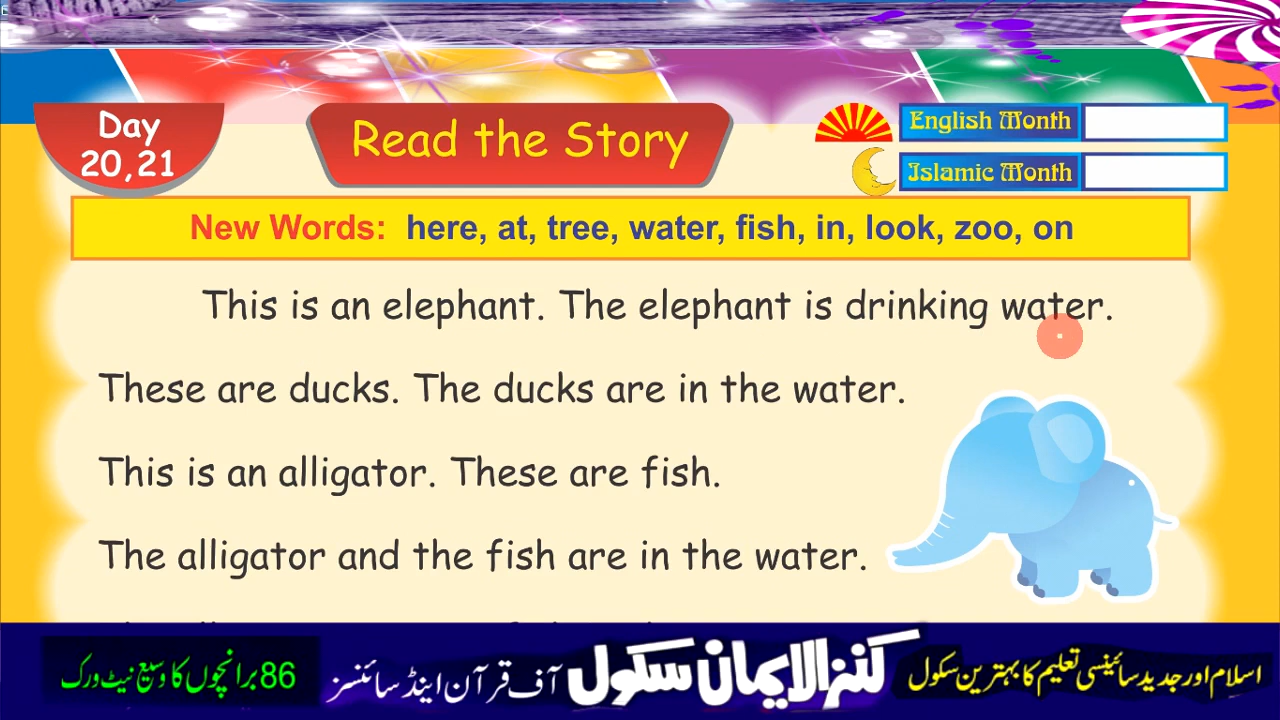 Day
20,21
Read the Story
English Month
Islamic Month
New Words: here, at, tree, water, fish, in, look, zoo, on
This is an elephant. The elephant is drinking water.
These are ducks. The ducks are in the water.
This is an alligator. These are fish.
The alligator and the fish are in the water.
اسلام اور جدید سائینسی تعلیم کا بہترین سکول کنزالایمان سکول آف قرآن اینڈ سائنسز 86 برانچوں کا وسیع نیٹ ورک